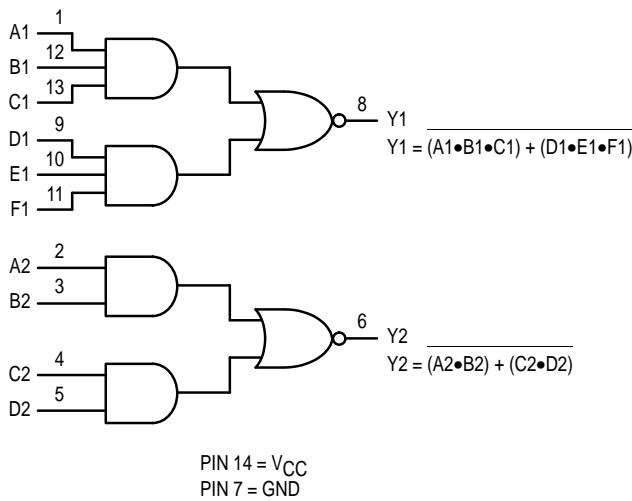 A1 1
B1 12
C1 13
D1 9
E1 10
F1 11
8 Y1
Y1 = (A1●B1●C1) + (D1●E1●F1)
A2 2
B2 3
C2 4
D2 5
6 Y2
Y2 = (A2●B2) + (C2●D2)
PIN 14 = VCC
PIN 7 = GND